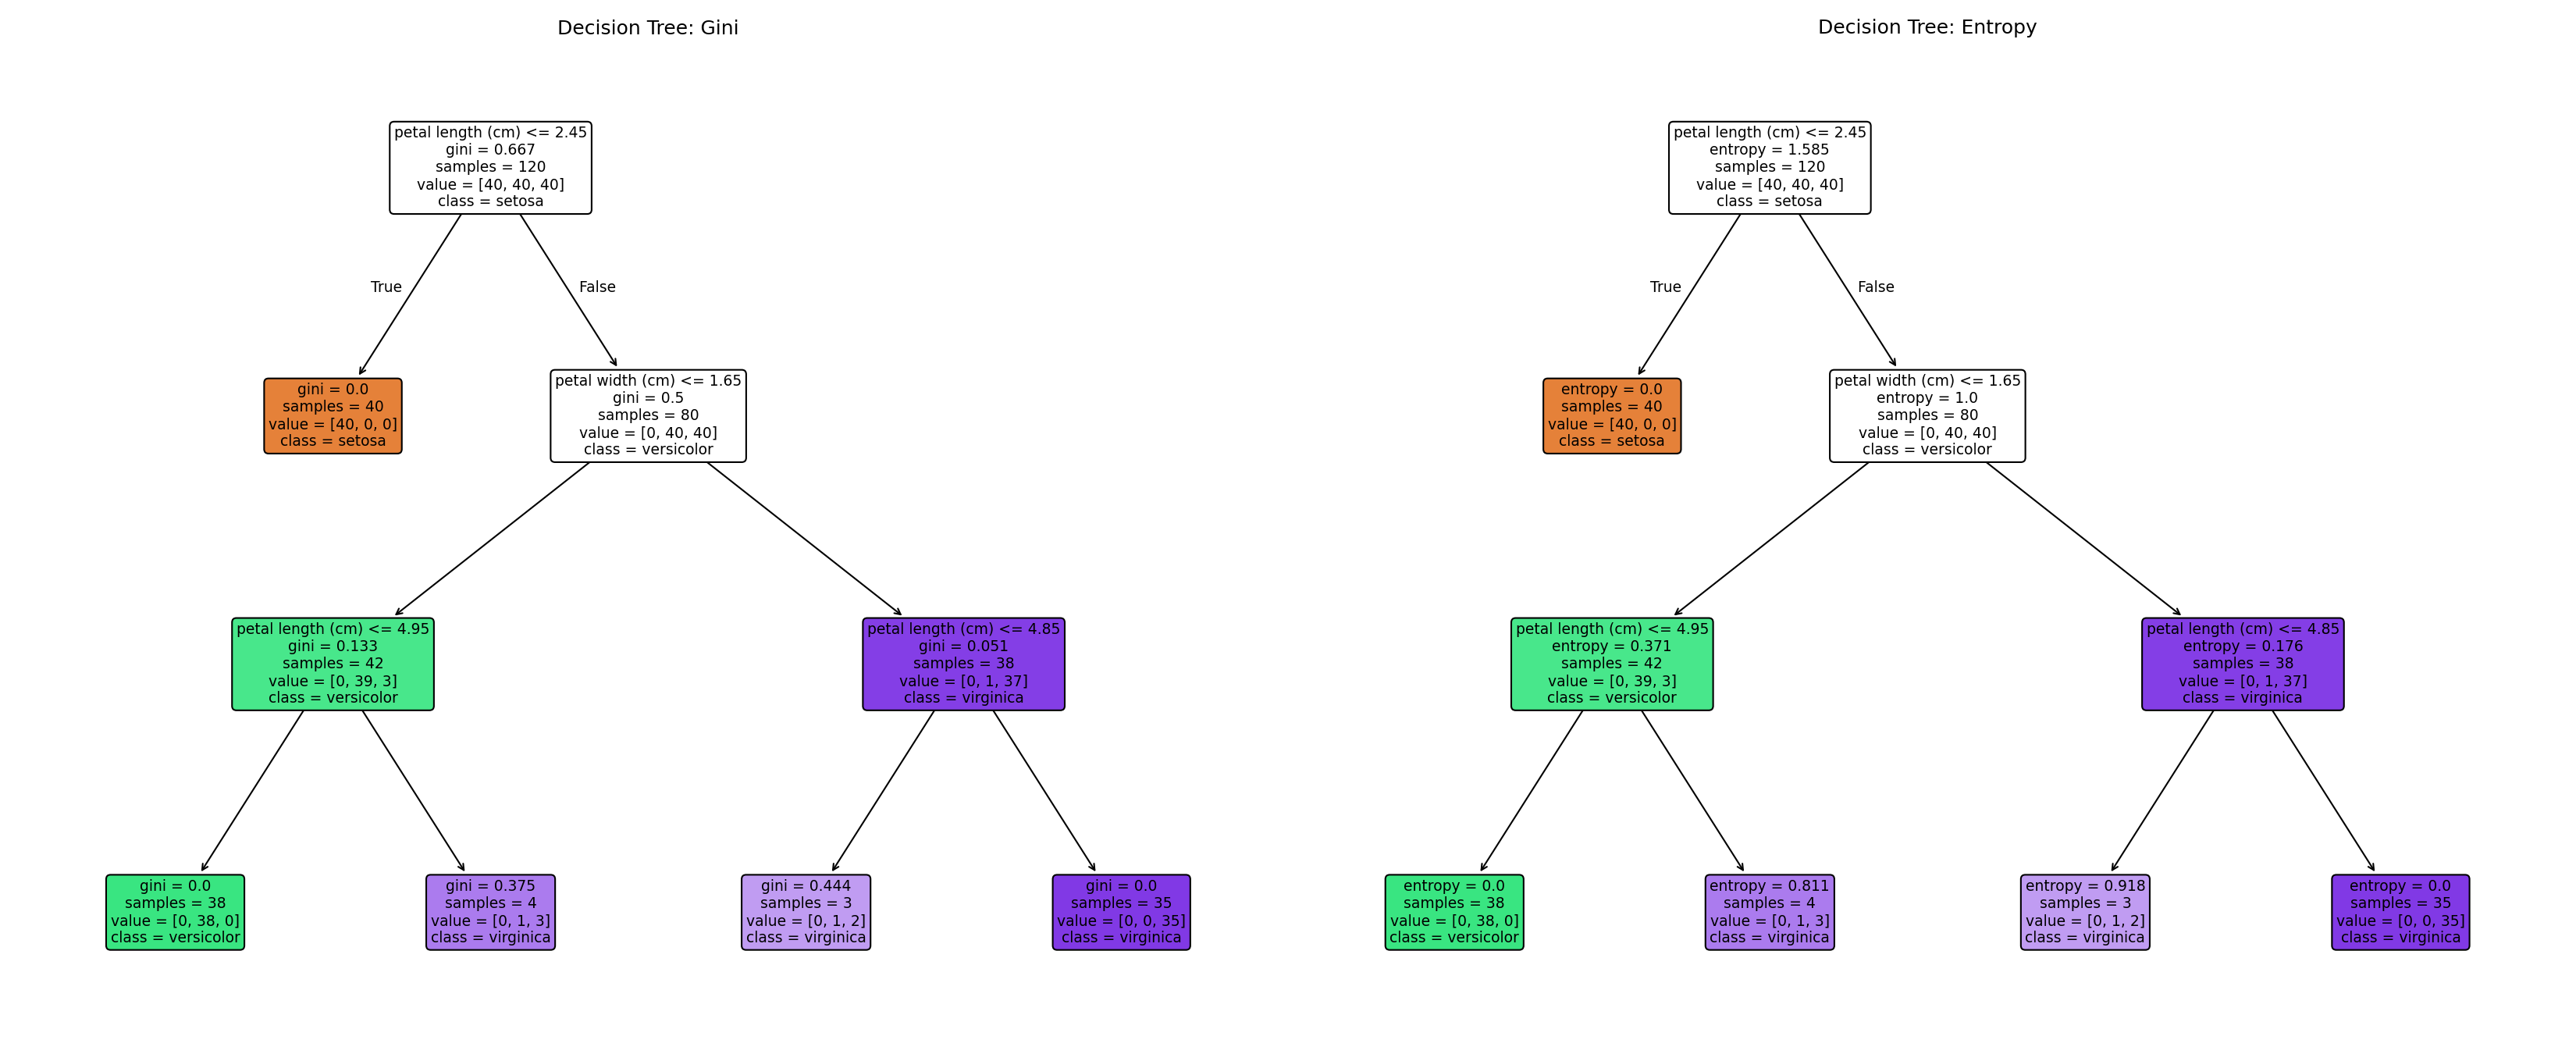 Decision Tree: Gini
petal length (cm) <= 2.45
gini = 0.667
samples = 120
value = [40, 40, 40]
class = setosa
True
False
gini = 0.0
samples = 40
value = [40, 0, 0]
class = setosa
petal width (cm) <= 1.65
gini = 0.5
samples = 80
value = [0, 40, 40]
class = versicolor
petal length (cm) <= 4.95
gini = 0.133
samples = 42
value = [0, 39, 3]
class = versicolor
petal length (cm) <= 4.85
gini = 0.051
samples = 38
value = [0, 1, 37]
class = virginica
gini = 0.0
samples = 38
value = [0, 38, 0]
class = versicolor
gini = 0.375
samples = 4
value = [0, 1, 3]
class = virginica
gini = 0.444
samples = 3
value = [0, 1, 2]
class = virginica
gini = 0.0
samples = 35
value = [0, 0, 35]
class = virginica
Decision Tree: Entropy
petal length (cm) <= 2.45
entropy = 1.585
samples = 120
value = [40, 40, 40]
class = setosa
True
False
entropy = 0.0
samples = 40
value = [40, 0, 0]
class = setosa
petal width (cm) <= 1.65
entropy = 1.0
samples = 80
value = [0, 40, 40]
class = versicolor
petal length (cm) <= 4.95
entropy = 0.371
samples = 42
value = [0, 39, 3]
class = versicolor
petal length (cm) <= 4.85
entropy = 0.176
samples = 38
value = [0, 1, 37]
class = virginica
entropy = 0.0
samples = 38
value = [0, 38, 0]
class = versicolor
entropy = 0.811
samples = 4
value = [0, 1, 3]
class = virginica
entropy = 0.918
samples = 3
value = [0, 1, 2]
class = virginica
entropy = 0.0
samples = 35
value = [0, 0, 35]
class = virginica